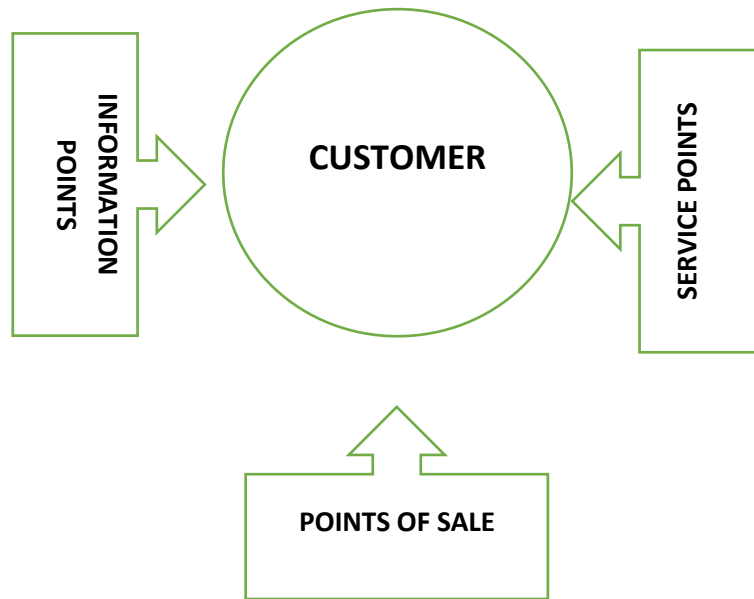 INFORMATION
POINTS
CUSTOMER
SERVICE POINTS
POINTS OF SALE